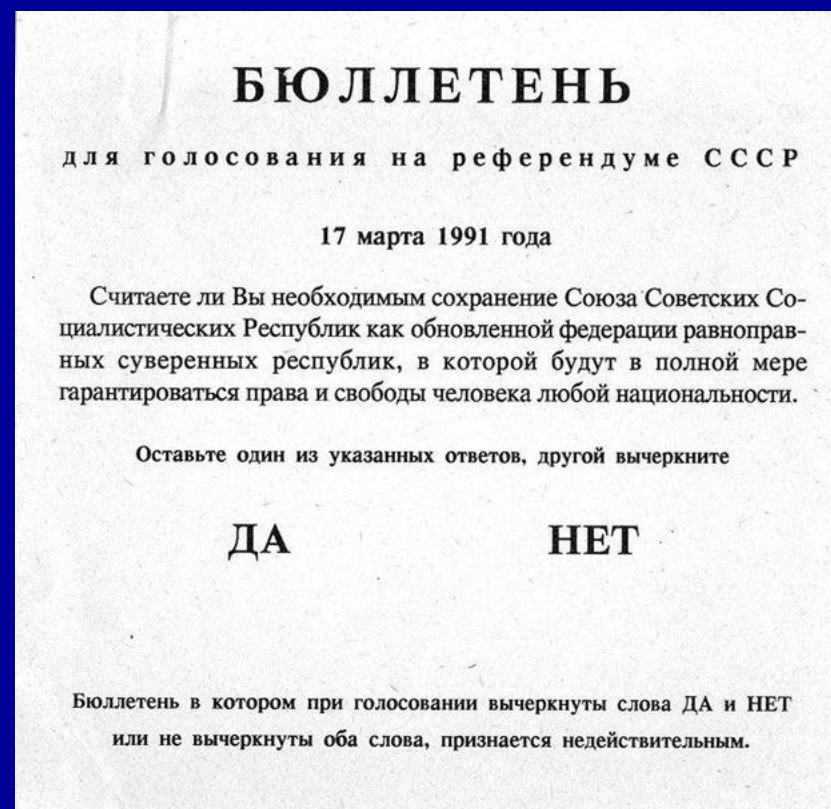 БЮЛЛЕТЕНЬ
для голосования на референдуме СССР
17 марта 1991 года
Считаете ли Вы необходимым сохранение Союза Советских Со-
циалистических Республик как обновленной федерации равноправ-
ных суверенных республик, в которой будут в полной мере
гарантироваться права и свободы человека любой национальности.
Оставьте один из указанных ответов, другой вычеркните
ДА НЕТ
Бюллетень в котором при голосовании вычеркнуты слова ДА и НЕТ
или не вычеркнуты оба слова, признается недействительным.